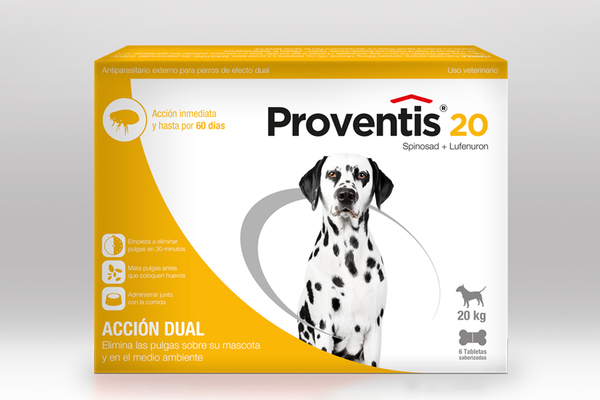 Antiparasitario externo para perros de efecto dual
Uso veterinario
Acción inmediata
y hasta por 60 días
Proventis® 20
Spinosad + Lufenuron
Empieza a eliminar
pulgas en 30 minutos
Mata pulgas antes
que coloquen huevos
Administrar junto
con la comida
20 kg
ACCIÓN DUAL
Elimina las pulgas sobre su mascota
y en el medio ambiente
6 Tabletas
saborizadas